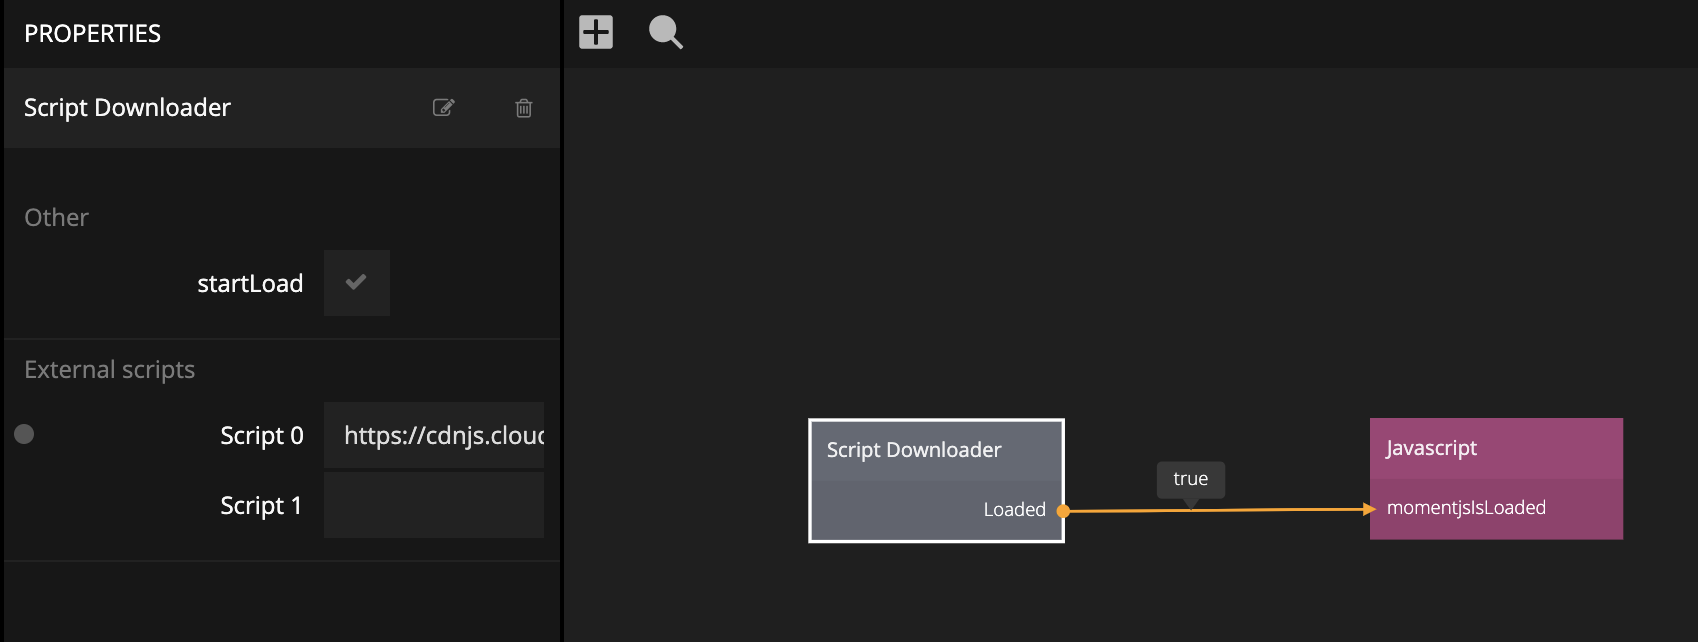 PROPERTIES
Script Downloader
Other
startLoad
External scripts
Script 0
https://cdnjs.clouc
Script 1
Script Downloader
Loaded
true
Javascript
momentjsIsLoaded